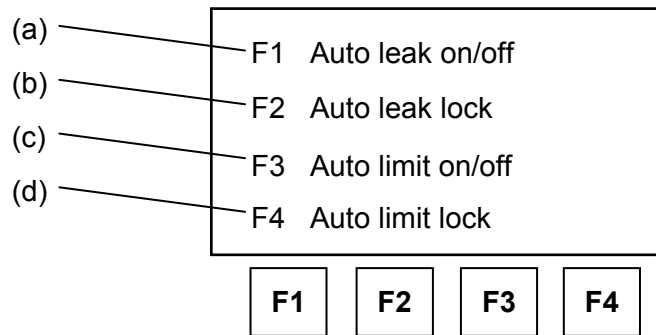 (a)
F1 Auto leak on/off
(b)
F2 Auto leak lock
(c)
F3 Auto limit on/off
(d)
F4 Auto limit lock
F1 F2 F3 F4